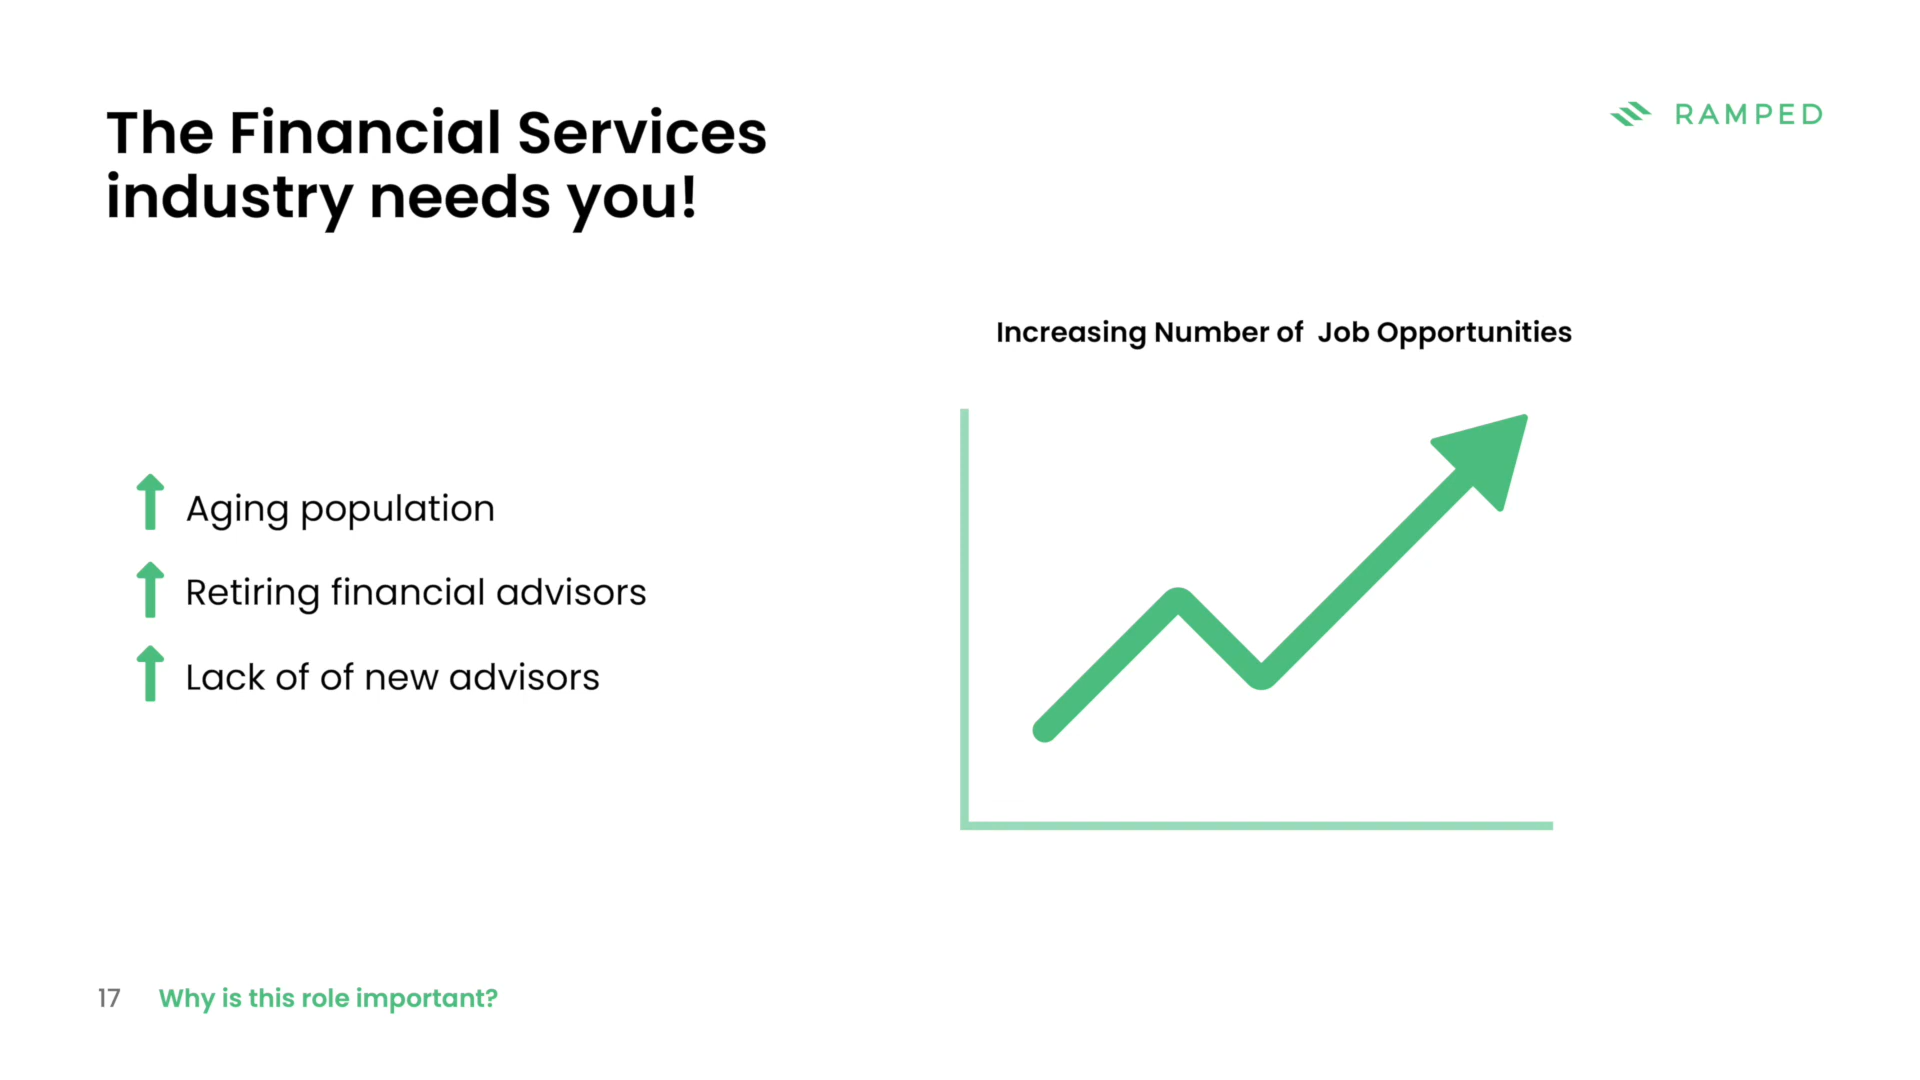 The Financial Services
industry needs you!
RAMPED
Increasing Number of  Job Opportunities
Aging population
Retiring financial advisors
Lack of of new advisors
17 Why is this role important?